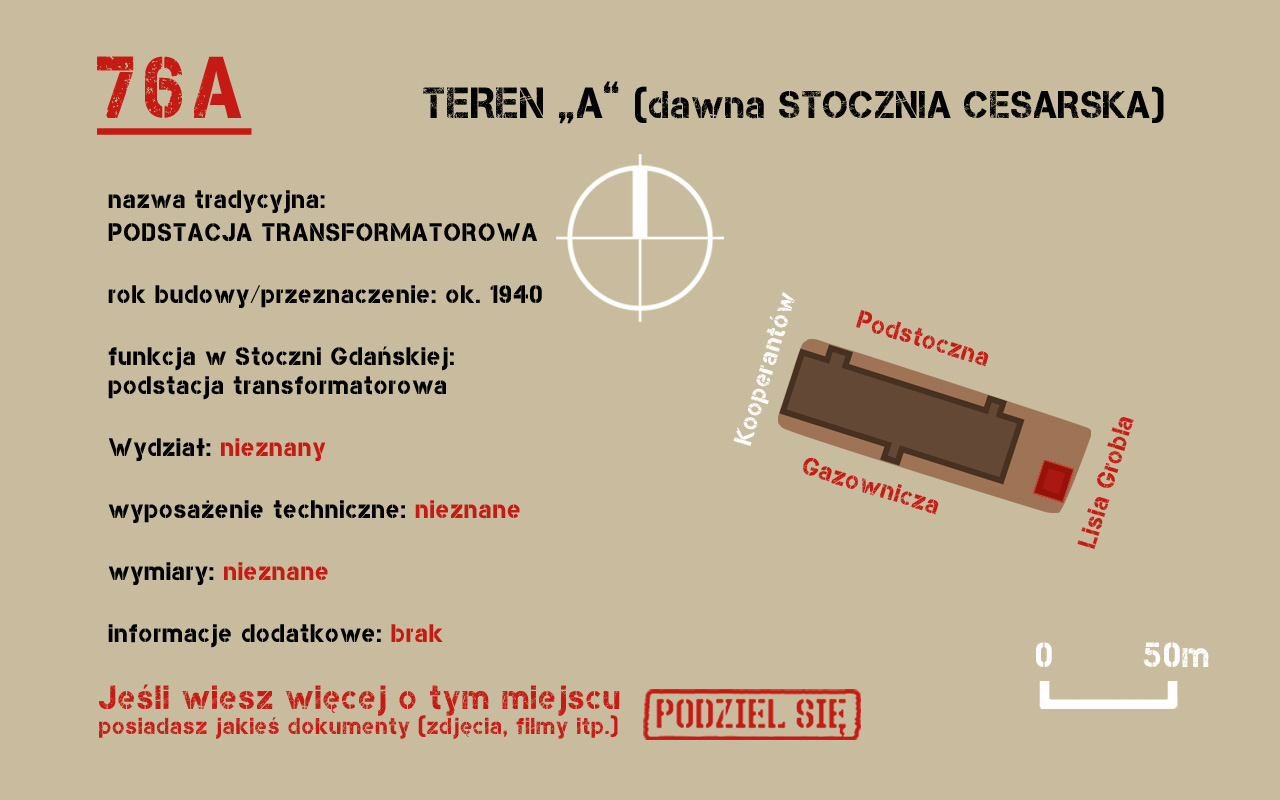 76A
TEREN „A“ (dawna STOCZNIA CESARSKA)
nazwa tradycyjna:
PODSTACJA TRANSFORMATOROWA
rok budowy/przeznaczenie: ok. 1940
funkcja w Stoczni Gdańskiej:
podstacja transformatorowa
Wydział: nieznany
wyposażenie techniczne: nieznane
wymiary: nieznane
informacje dodatkowe: brak
Kooperantów
Podstoczna
Gazownicza
Lisia Grobla
0 50m
Jeśli wiesz więcej o tym miejscu
posiadasz jakieś dokumenty (zdjęcia, filmy itp.)
PODZIEL SIĘ